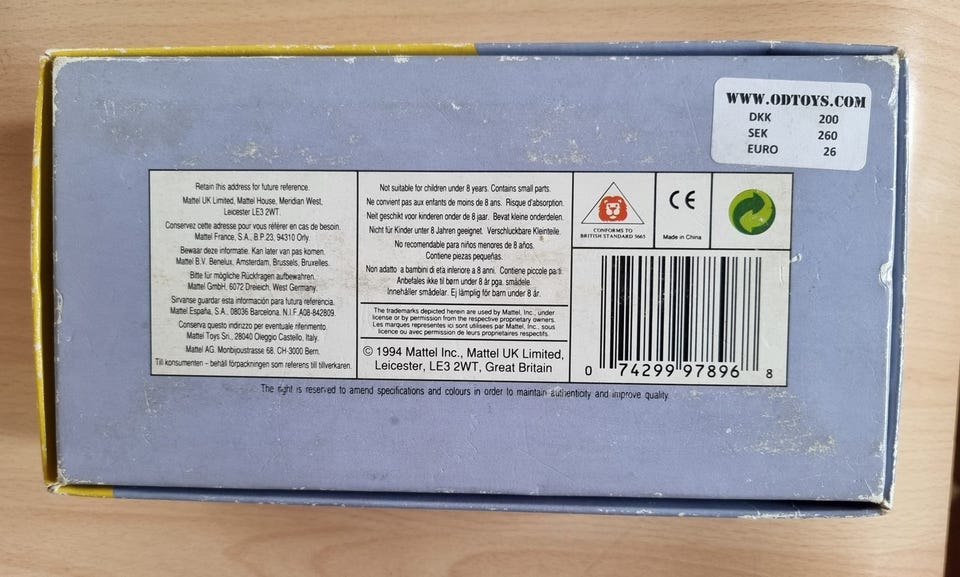 WWW.ODTOYS.COM
DKK 200
SEK 260
EURO 26
Retain this address for future reference.
Mattel UK Limited, Mattel House, Meridian West,
Leicester LE3 2WT.
Conservez cette adresse pour vous référer en cas de besoin.
Mattel France, S.A., B.P.23, 94310 Orly.
Bewaar deze informatie. Kan later van pas komen.
Mattel B.V. Benelux, Amsterdam, Brussels, Bruxelles.
Bitte für mögliche Rückfragen aufbewahren.
Mattel GmbH, 6072 Dreieich, West Germany.
Sirvanse guardar esta información para futura referencia.
Mattel España, S.A., 08036 Barcelona. N.I.F.A08-842809.
Conserva questo indirizzo per eventuale riferimento.
Mattel Toys Srl., 28040 Oleggio Castello, Italy.
Mattel AG. Monbijoustrasse 68. CH-3000 Bern.
Till konsumenten – behåll förpackningen som referens till tillverkaren.
Not suitable for children under 8 years. Contains small parts.
Ne convient pas aux enfants de moins de 8 ans. Risque d'absorption.
Neit geschikt voor kinderen onder de 8 jaar. Bevat kleine onderdelen.
Nicht für Kinder unter 8 Jahren geeignet. Verschluckbare Kleinteile.
No recomendable para niños menores de 8 años.
Contiene piezas pequeñas.
Non adatto a bambini di età inferiore a 8 anni. Contiene piccole parti.
Anbefales ikke til børn under 8 år pga. smådele.
Innehåller smådelar. Ej lämplig för barn under 8 år.
The trademarks depicted herein are used by Mattel, Inc., under
license or by permission from the respective proprietary owners.
Les marques representes ici sont utilisees par Mattel, Inc., sous
licence ou avec permission de leurs proprietaires respectifs.
© 1994 Mattel Inc., Mattel UK Limited,
Leicester, LE3 2WT, Great Britain
CONFORMS TO
BRITISH STANDARD 5665
CE
Made in China
0 74299 97896 8
The right is reserved to amend specifications and colours in order to maintain authenticity and improve quality.